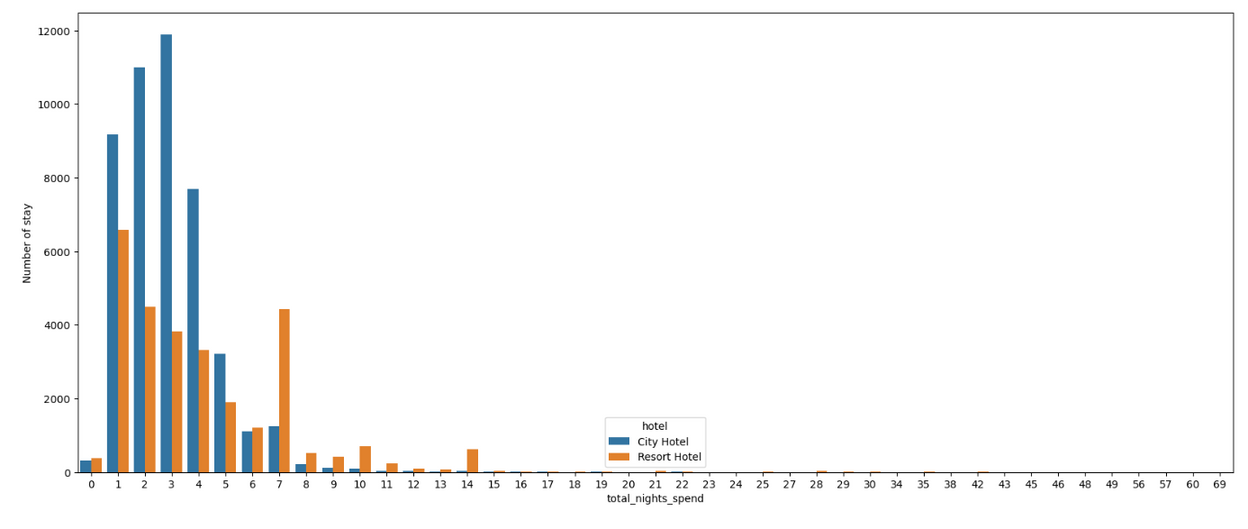 12000
10000
8000
6000
4000
2000
0
Number of stay
hotel
City Hotel
Resort Hotel
0 1 2 3 4 5 6 7 8 9 10 11 12 13 14 15 16 17 18 19 20 21 22 23 24 25 27 28 29 30 34 35 38 42 43 45 46 48 49 56 57 60 69
total_nights_spend